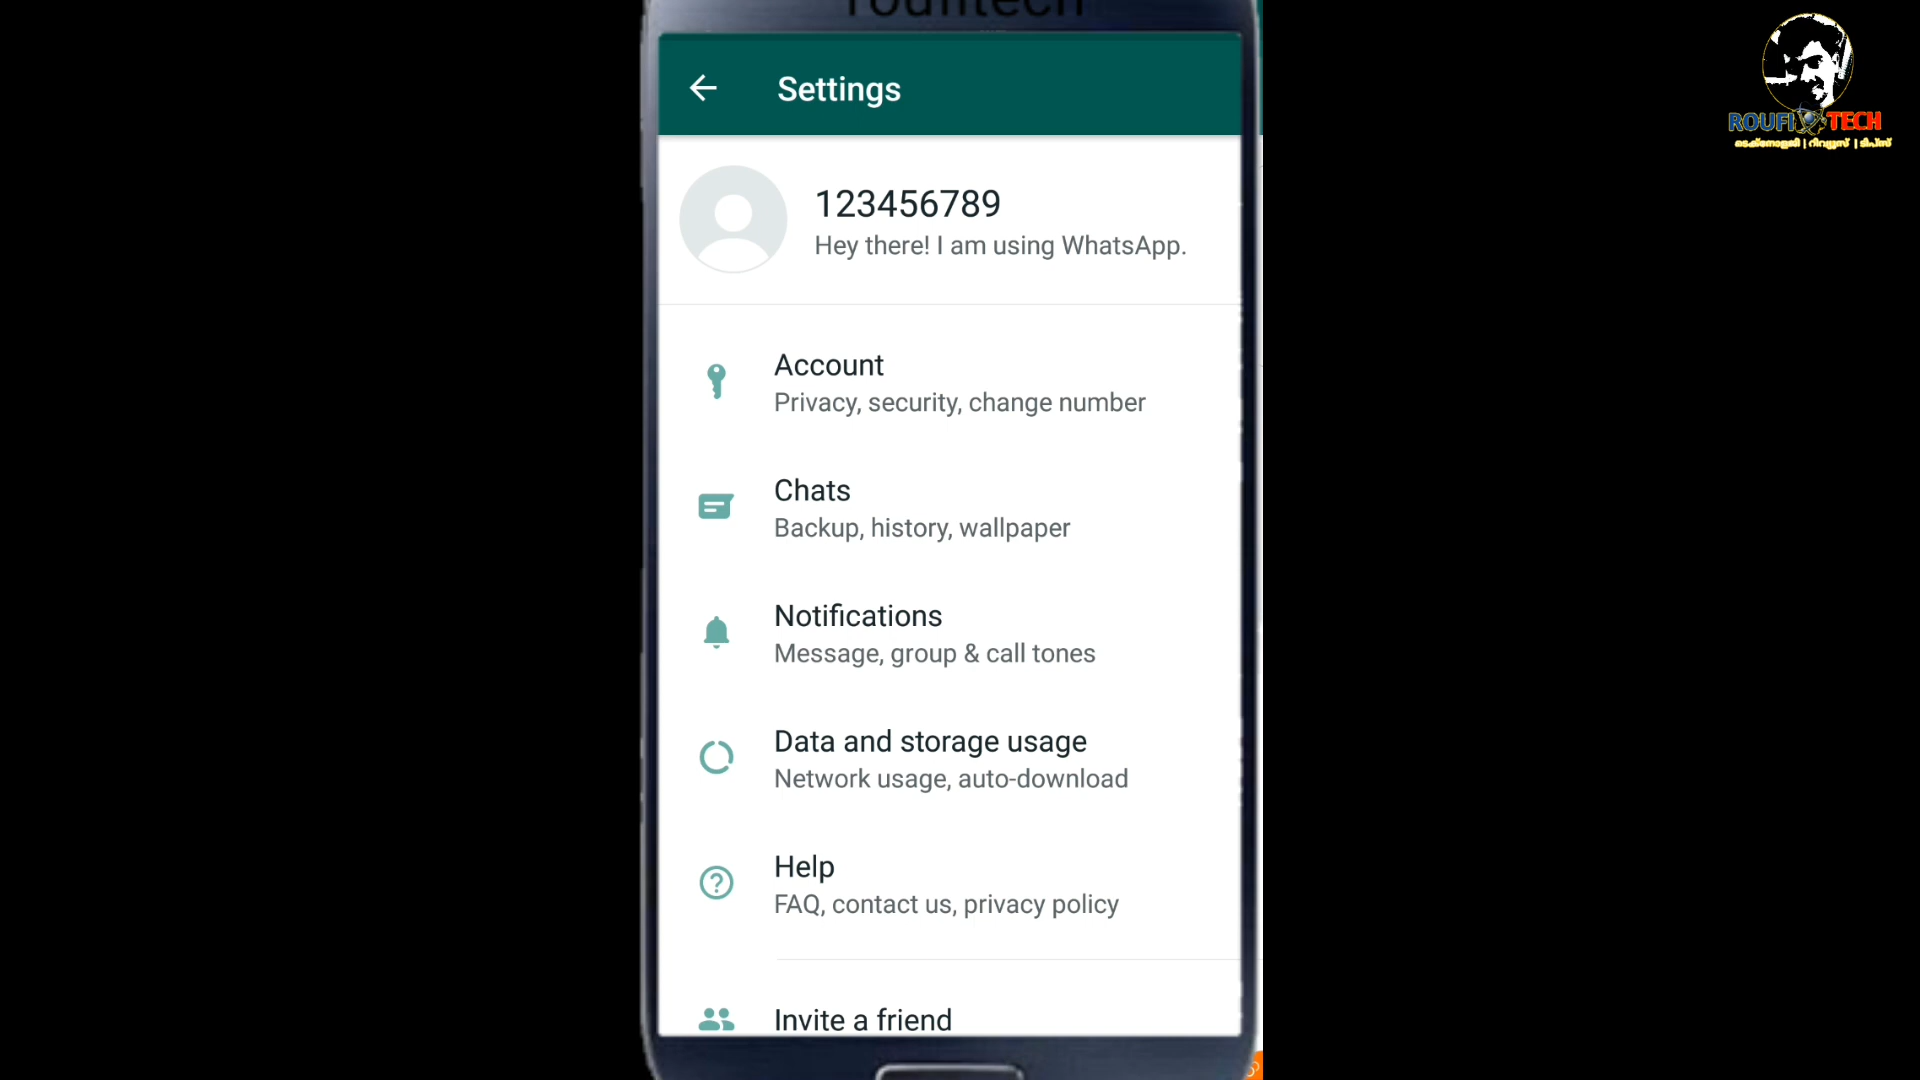 roufitech
Settings
123456789
Hey there! I am using WhatsApp.
Account
Privacy, security, change number
Chats
Backup, history, wallpaper
Notifications
Message, group & call tones
Data and storage usage
Network usage, auto-download
Help
FAQ, contact us, privacy policy
Invite a friend
ROUFI TECH
ടെക്നോളജി | റിവ്യൂസ് | ടിപ്സ്